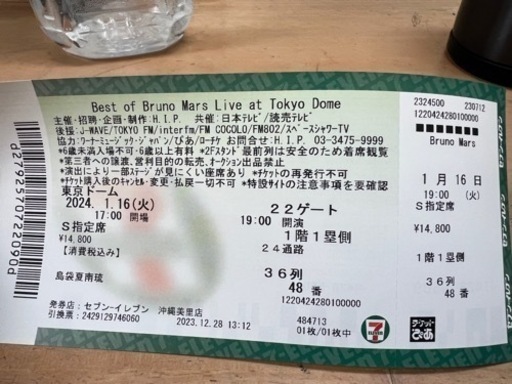 Best of Bruno Mars Live at Tokyo Dome
主催・招聘・企画・制作:H.I.P. 共催:日本テレビ/読売テレビ
後援:J-WAVE/TOKYO FM/interfm/FM COCOLO/FM802/スペースシャワーTV
協力:ワーナーミュージック・ジャパン/ぴあ/ローチケ お問合せ:H.I.P. 03-3475-9999
*6歳未満入場不可・6歳以上有料 *2Fスタンド最前列は安全のため着席観覧
*第三者への譲渡、営利目的の転売、オークション出品禁止
*演出により一部ステージが見にくい座席あり *チケットの再発行不可
*チケット購入後のキャンセル・変更・払戻一切不可 *特設サイトの注意事項を要確認
東京ドーム
2024. 1.16(火) 22ゲート
17:00 開場 19:00 開演
S指定席 1階1塁側
¥14,800 24通路
【消費税込み】
島袋夏南琉 36列
48番
1220424280100000
発券店:セブン-イレブン 沖縄美里店
引換票:2429129746060 2023.12.28 13:12
484713
01枚/01枚中
7 ELEVEN
チケットぴあ
d2792570722090d
2324500 230712
1220424280100000
Bruno Mars
1月16日
19:00 (火)
S指定席
¥14,800
1階1塁側
36列
48番